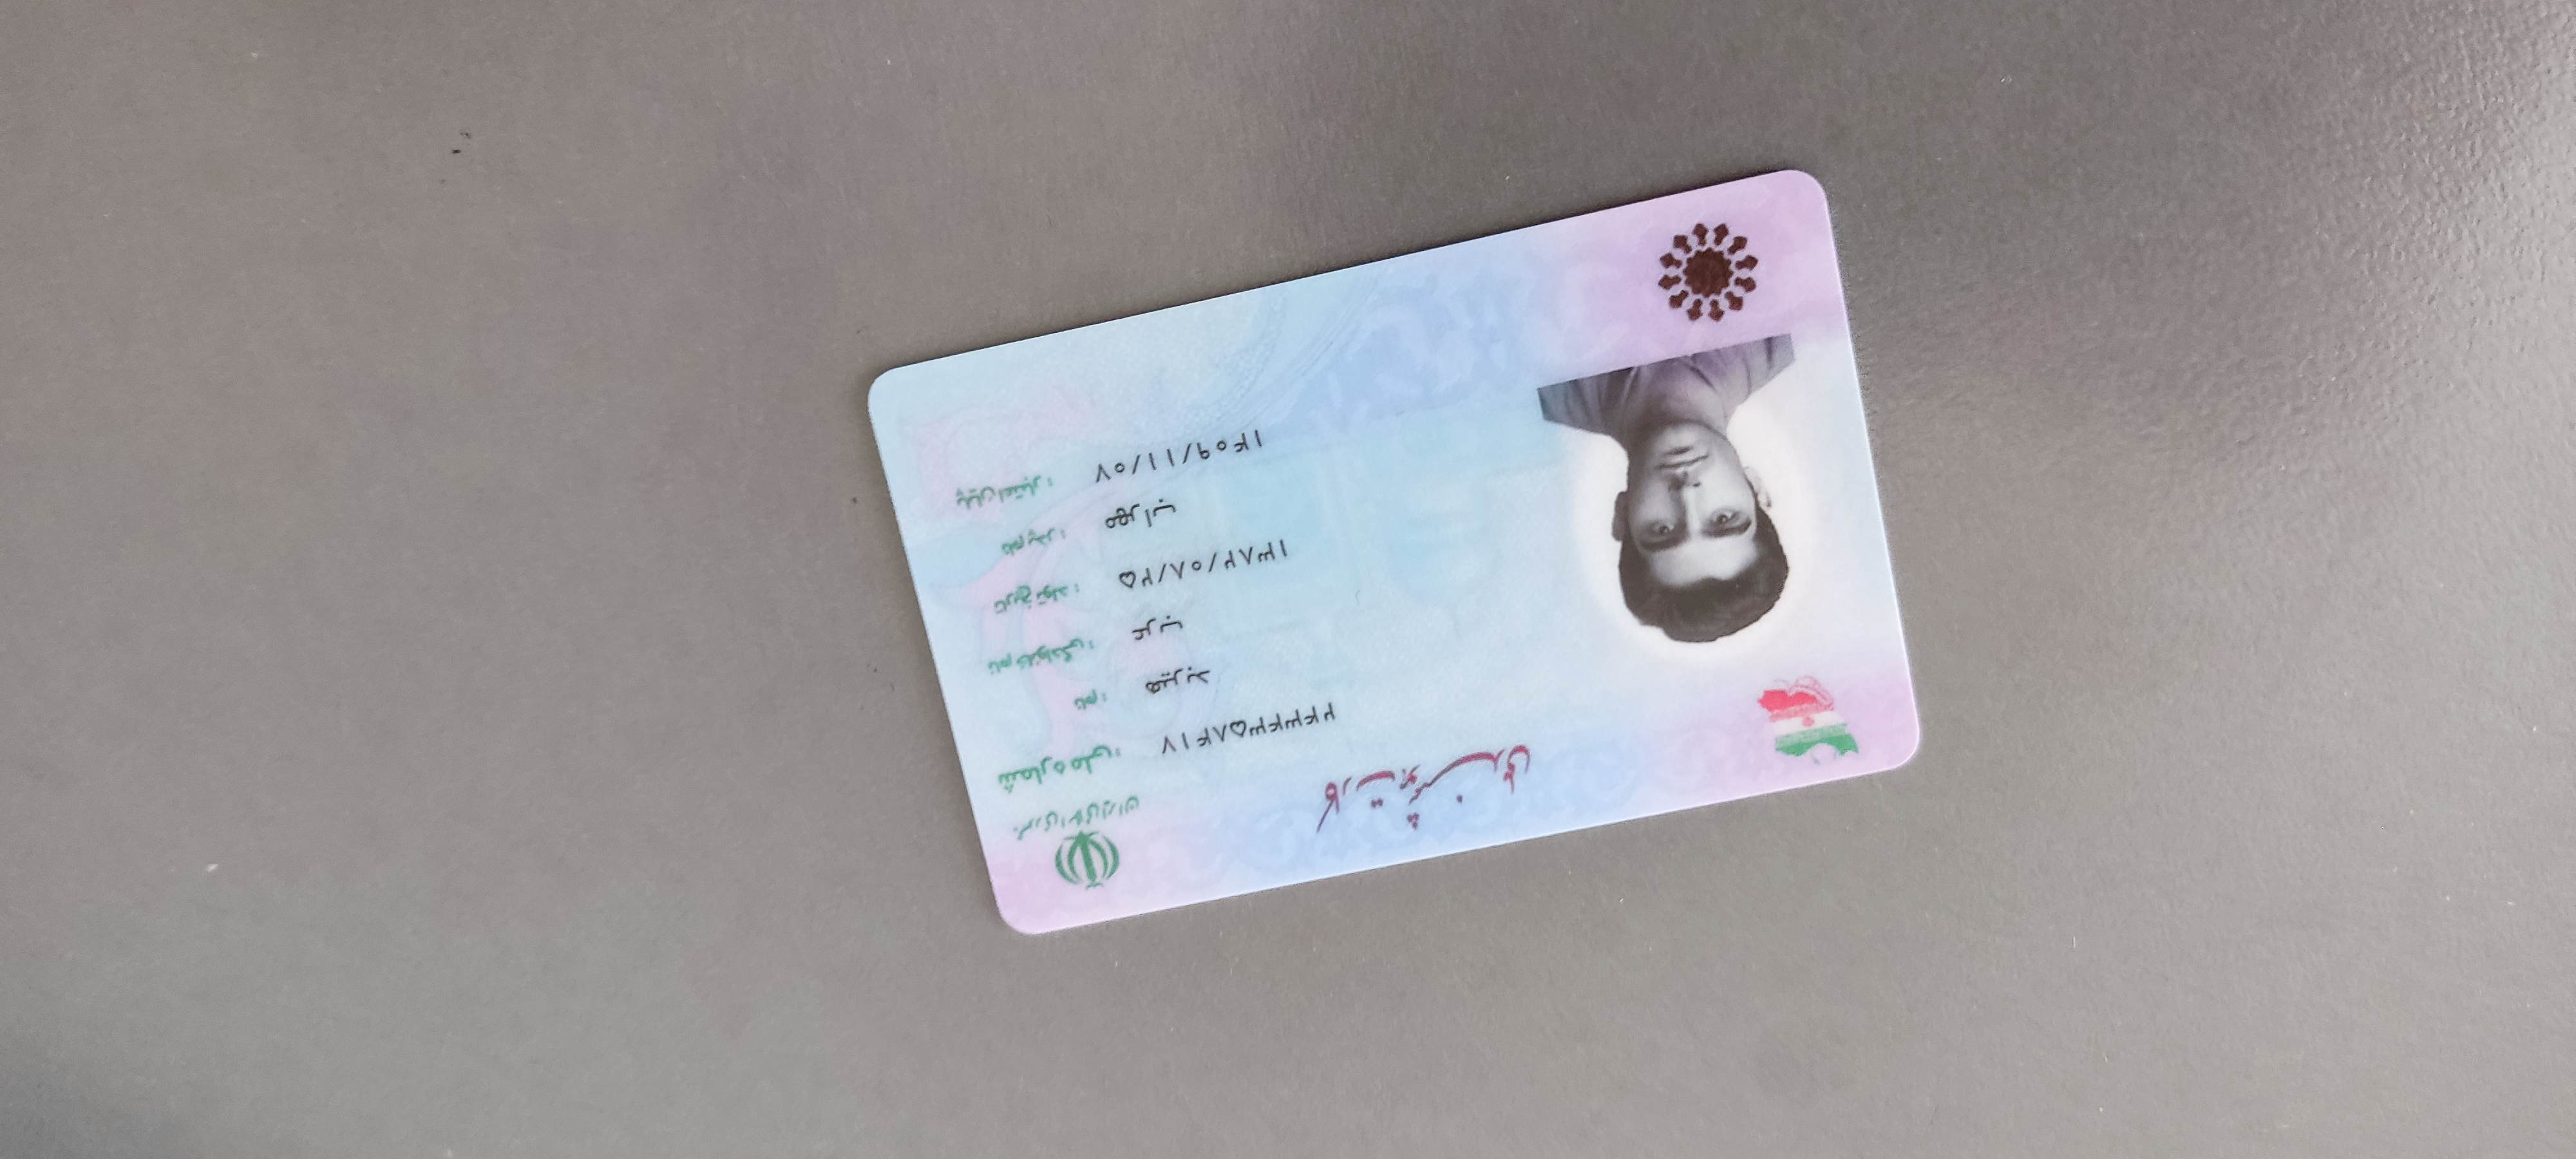 جمهوری اسلامی ایران
کارت هوشمند ملی
شماره ملی: ۲۴۳۴۳۵۸۴۱۷
نام: هیربد
نام خانوادگی: عرب
تاریخ تولد: ۱۳۸۲/۰۸/۲۵
نام پدر: مهراب
پایان اعتبار: ۱۴۰۹/۱۱/۰۷